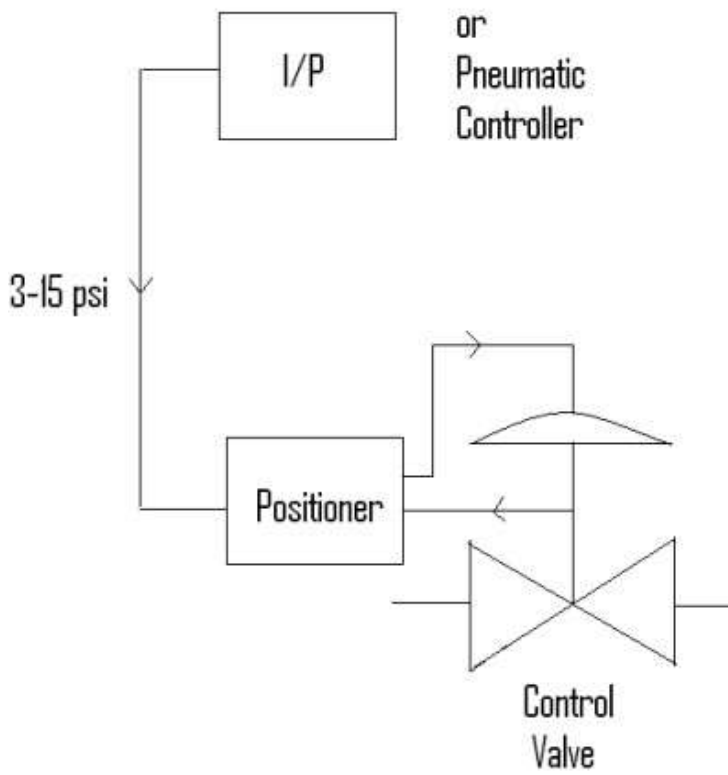 I/P
or
Pneumatic
Controller
3-15 psi
Positioner
Control
Valve